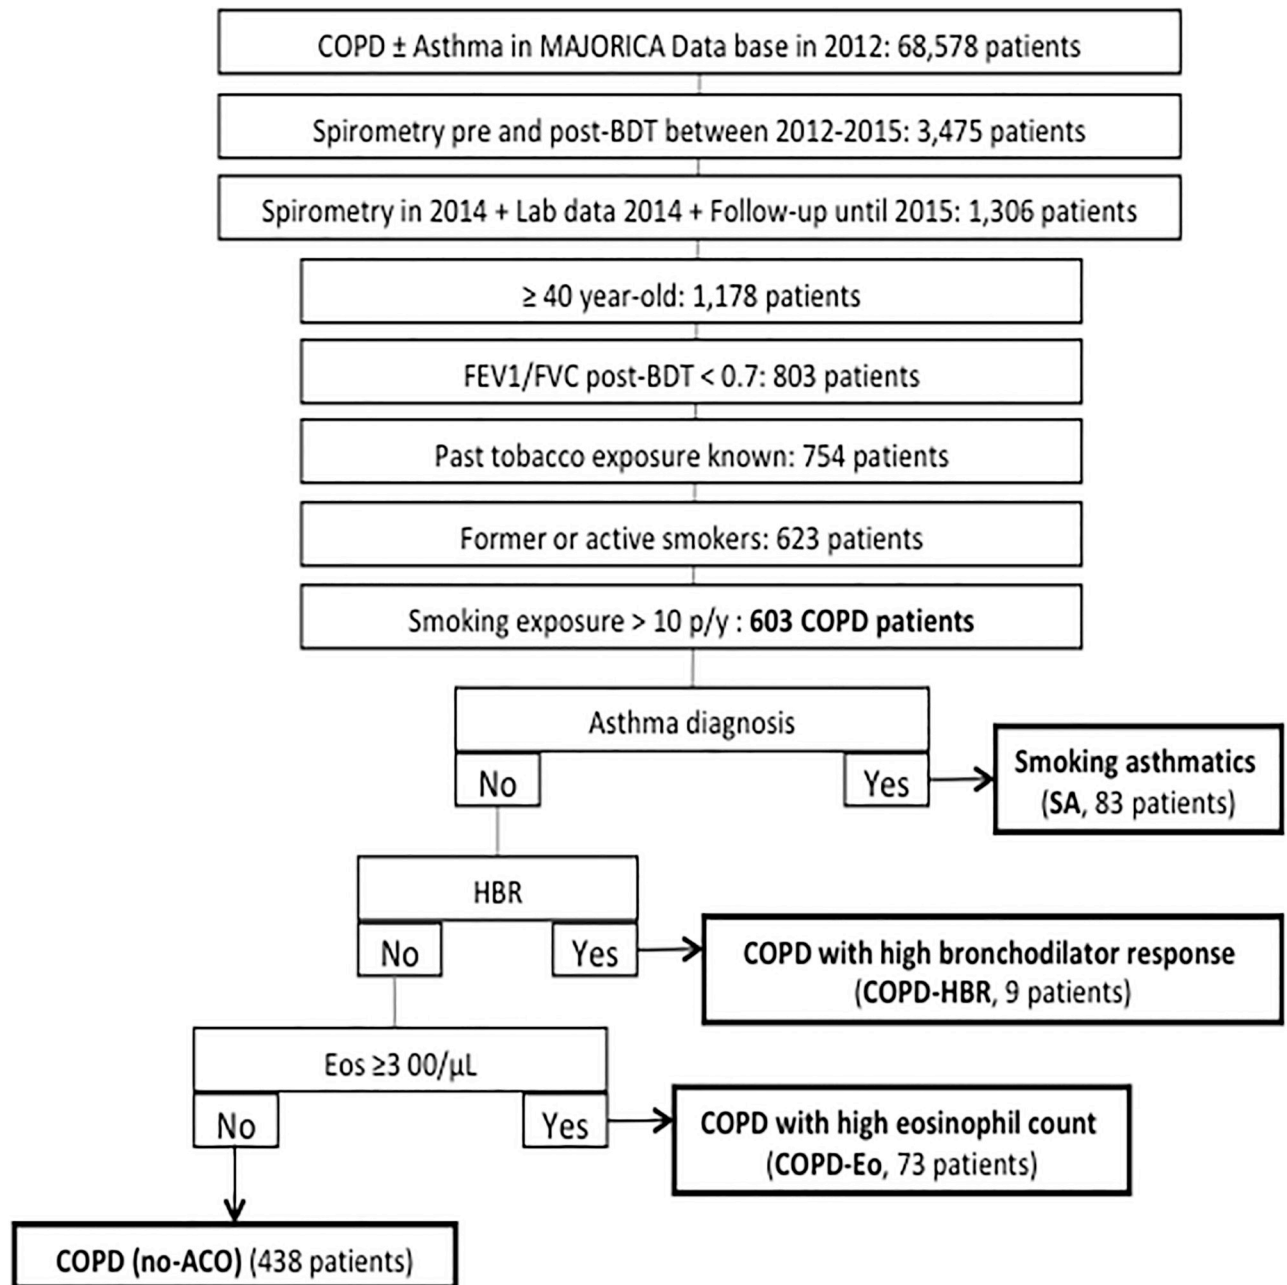 COPD ± Asthma in MAJORICA Data base in 2012: 68,578 patients
Spirometry pre and post-BDT between 2012-2015: 3,475 patients
Spirometry in 2014 + Lab data 2014 + Follow-up until 2015: 1,306 patients
≥ 40 year-old: 1,178 patients
FEV1/FVC post-BDT < 0.7: 803 patients
Past tobacco exposure known: 754 patients
Former or active smokers: 623 patients
Smoking exposure > 10 p/y : 603 COPD patients
Asthma diagnosis
No
Yes
Smoking asthmatics
(SA, 83 patients)
HBR
No
Yes
COPD with high bronchodilator response
(COPD-HBR, 9 patients)
Eos ≥3 00/µL
No
Yes
COPD with high eosinophil count
(COPD-Eo, 73 patients)
COPD (no-ACO) (438 patients)